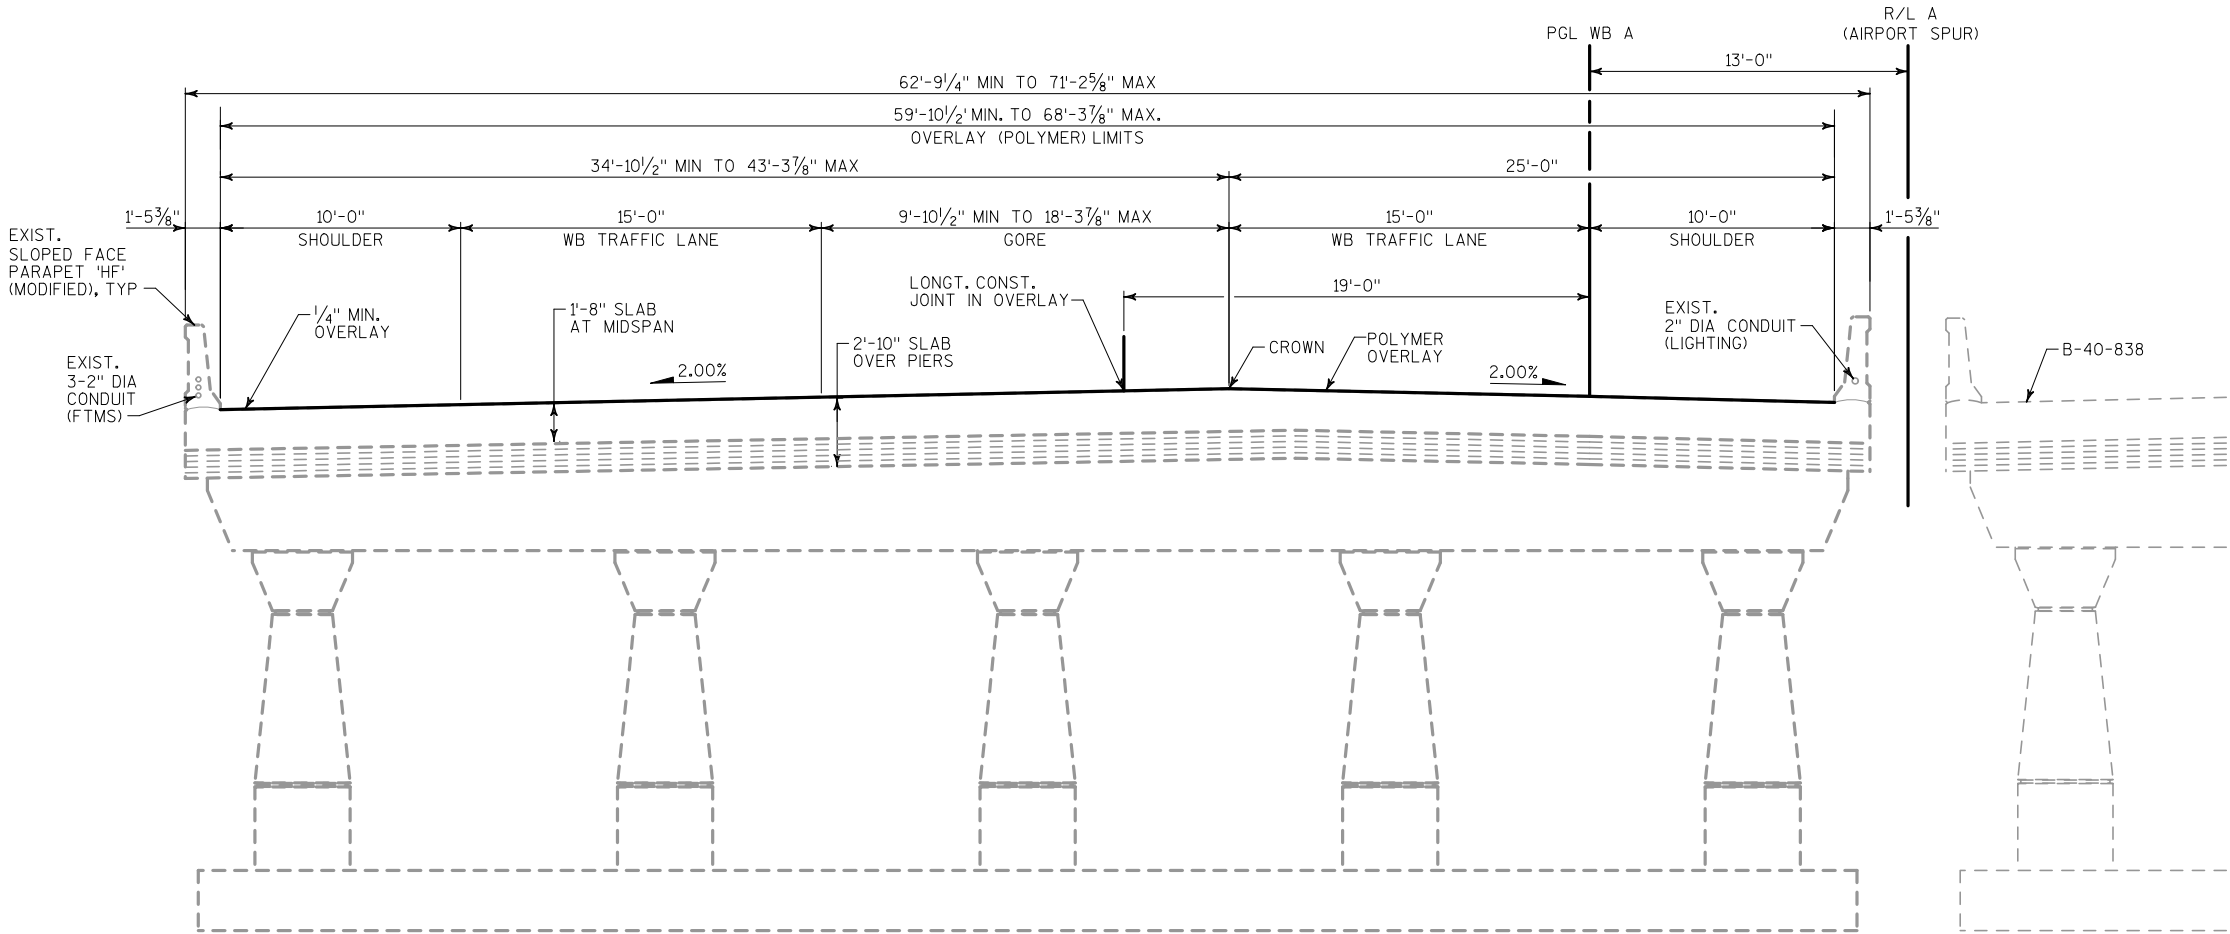 R/L A
(AIRPORT SPUR)
PGL WB A
13'-0"
62'-9¼" MIN TO 71'-2⅝" MAX
59'-10½' MIN. TO 68'-3⅞" MAX.
OVERLAY (POLYMER) LIMITS
34'-10½" MIN TO 43'-3⅞" MAX
25'-0"
1'-5⅜"
10'-0"
SHOULDER
15'-0"
WB TRAFFIC LANE
9'-10½" MIN TO 18'-3⅞" MAX
GORE
15'-0"
WB TRAFFIC LANE
10'-0"
SHOULDER
1'-5⅜"
EXIST.
SLOPED FACE
PARAPET 'HF'
(MODIFIED), TYP
¼" MIN.
OVERLAY
1'-8" SLAB
AT MIDSPAN
LONGT. CONST.
JOINT IN OVERLAY
19'-0"
EXIST.
2" DIA CONDUIT
(LIGHTING)
EXIST.
3-2" DIA
CONDUIT
(FTMS)
2.00%
2'-10" SLAB
OVER PIERS
CROWN
POLYMER
OVERLAY
2.00%
B-40-838